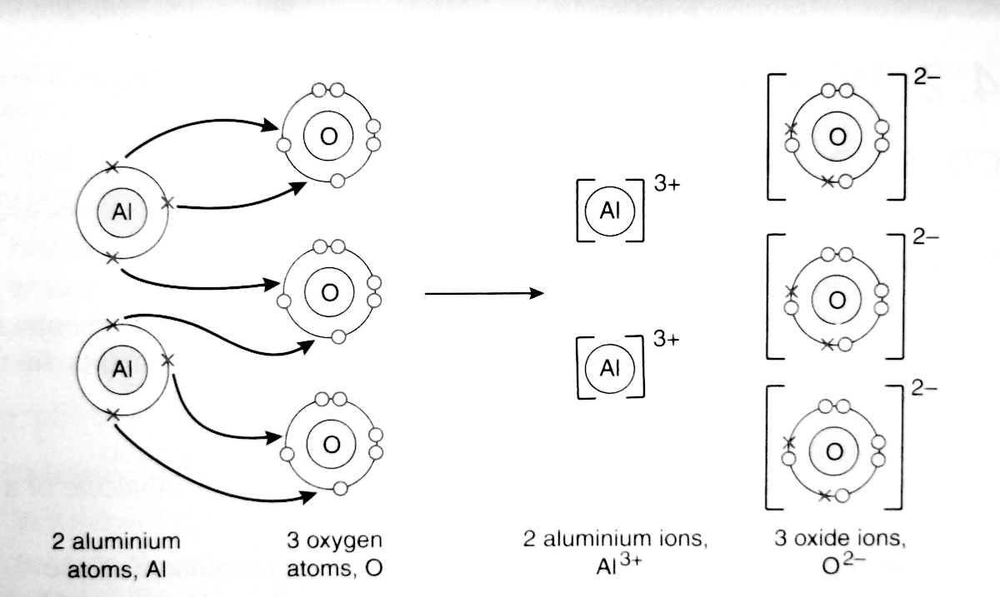 O
2–
O
Al
3+
Al
2–
O
O
3+
Al
Al
2–
O
O
2 aluminium
atoms, Al
3 oxygen
atoms, O
2 aluminium ions,
Al3+
3 oxide ions,
O2–